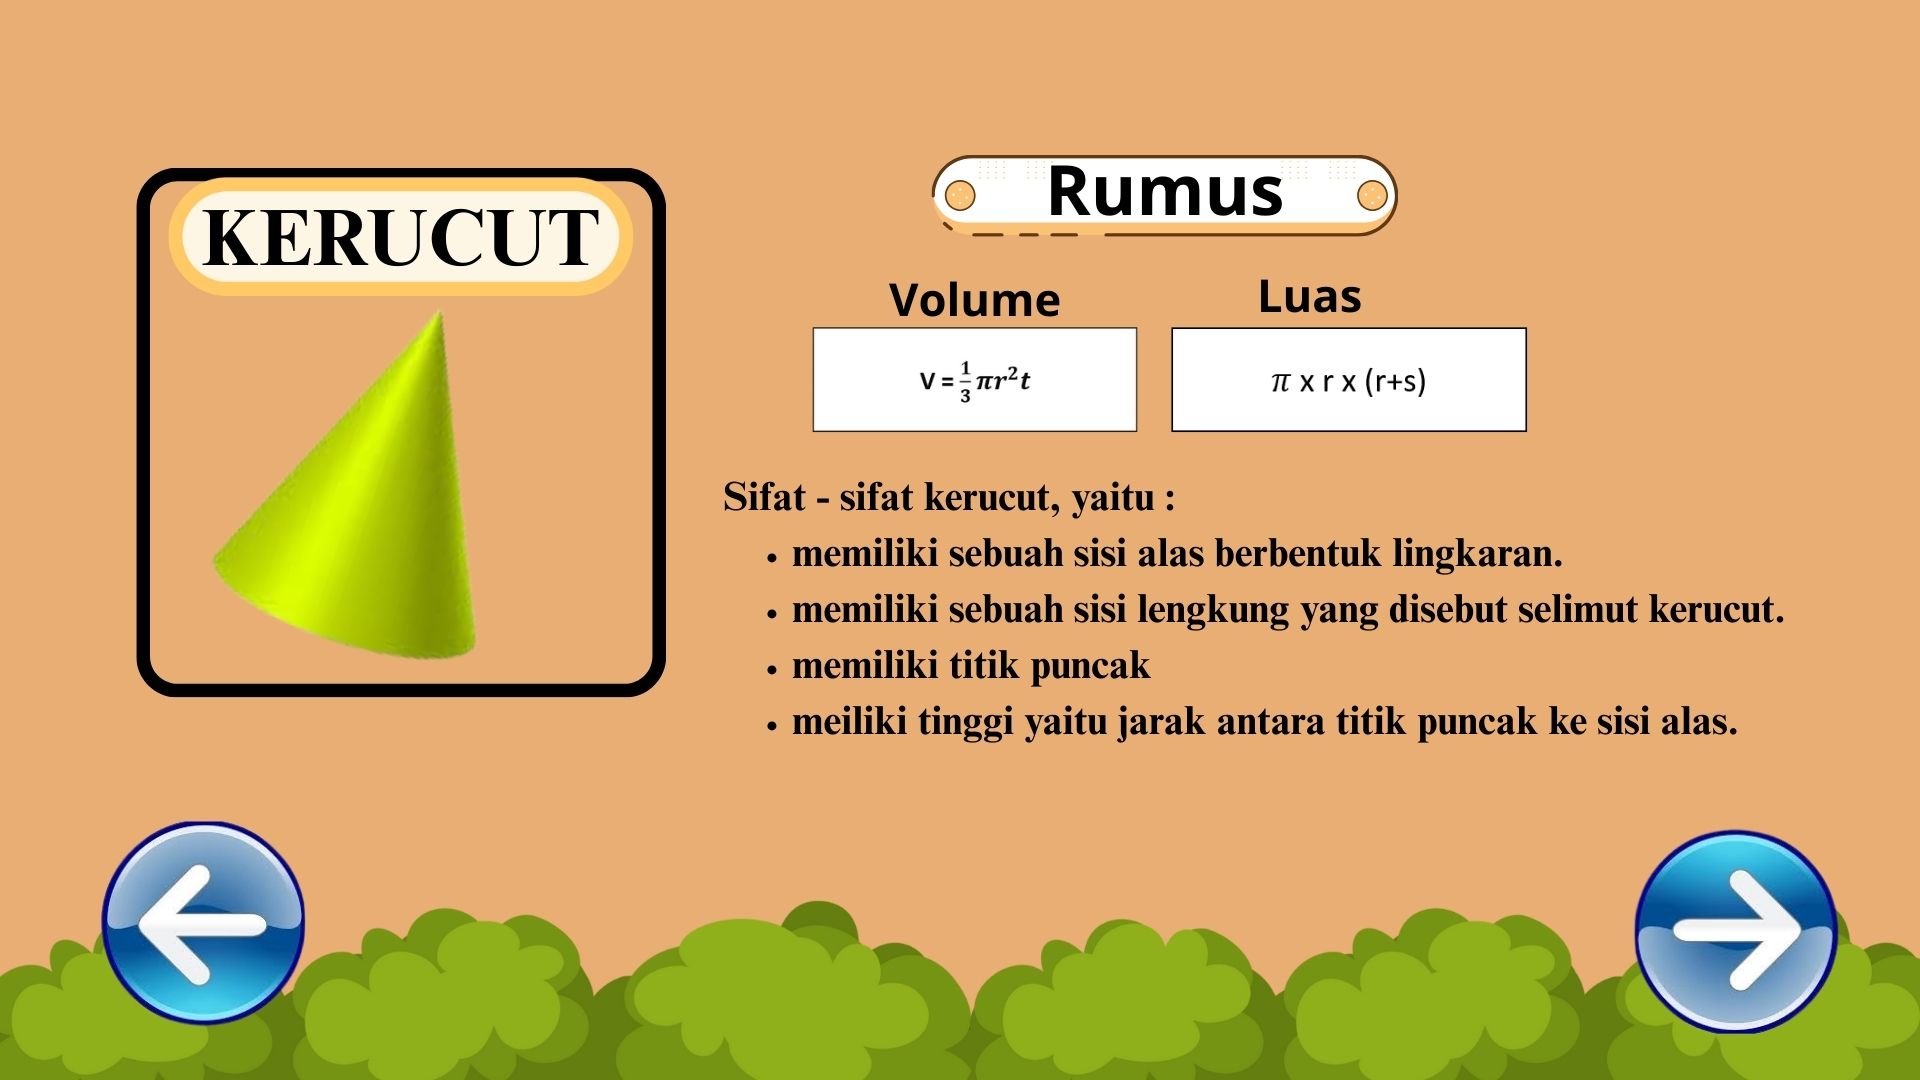 KERUCUT
Rumus
Volume
Luas
V = 1/3 πr²t
π x r x (r+s)
Sifat - sifat kerucut, yaitu :
• memiliki sebuah sisi alas berbentuk lingkaran.
• memiliki sebuah sisi lengkung yang disebut selimut kerucut.
• memiliki titik puncak
• meiliki tinggi yaitu jarak antara titik puncak ke sisi alas.